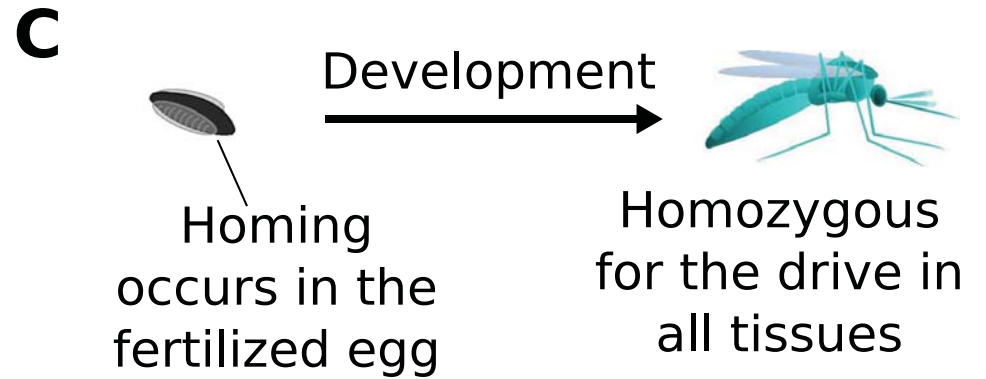 C
Development
Homing
occurs in the
fertilized egg
Homozygous
for the drive in
all tissues